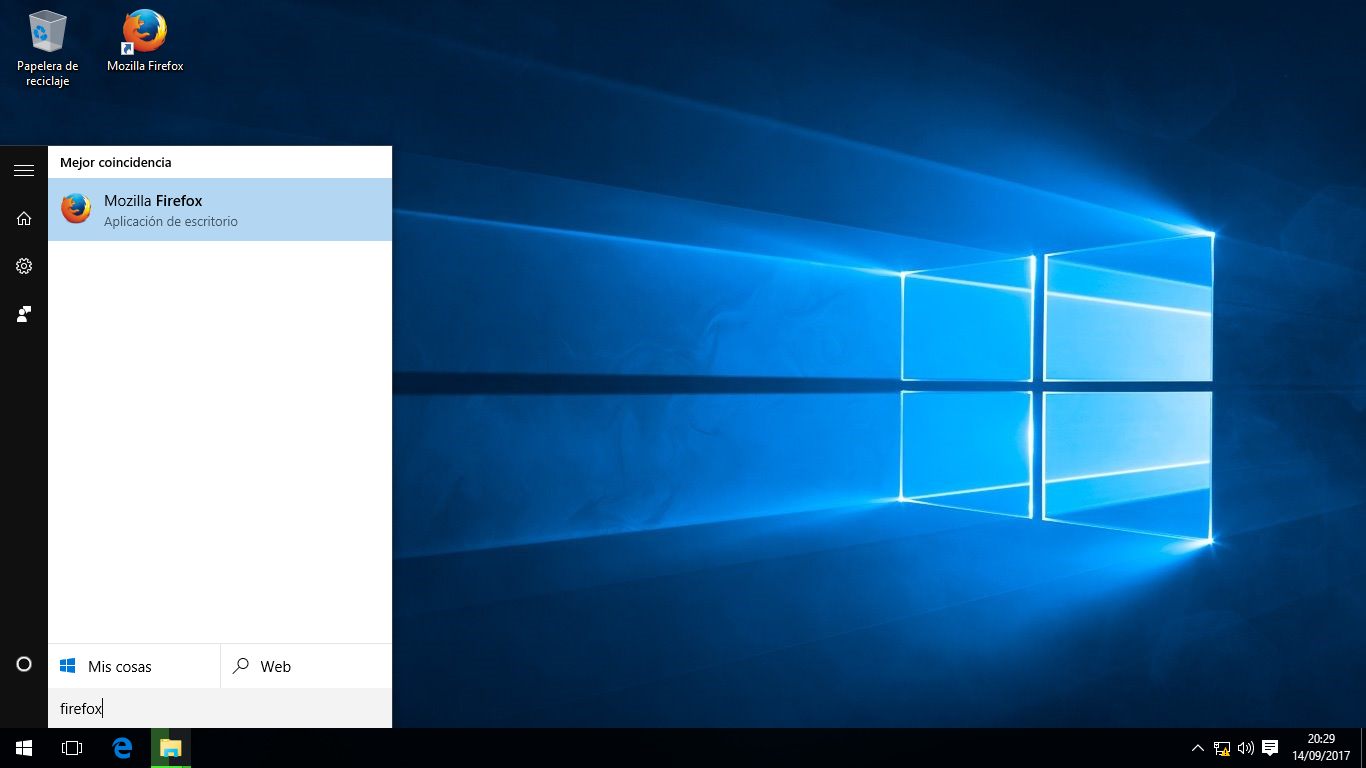 Papelera de
reciclaje
Mozilla Firefox
Mejor coincidencia
Mozilla Firefox
Aplicación de escritorio
Mis cosas
Web
firefox
20:29
14/09/2017